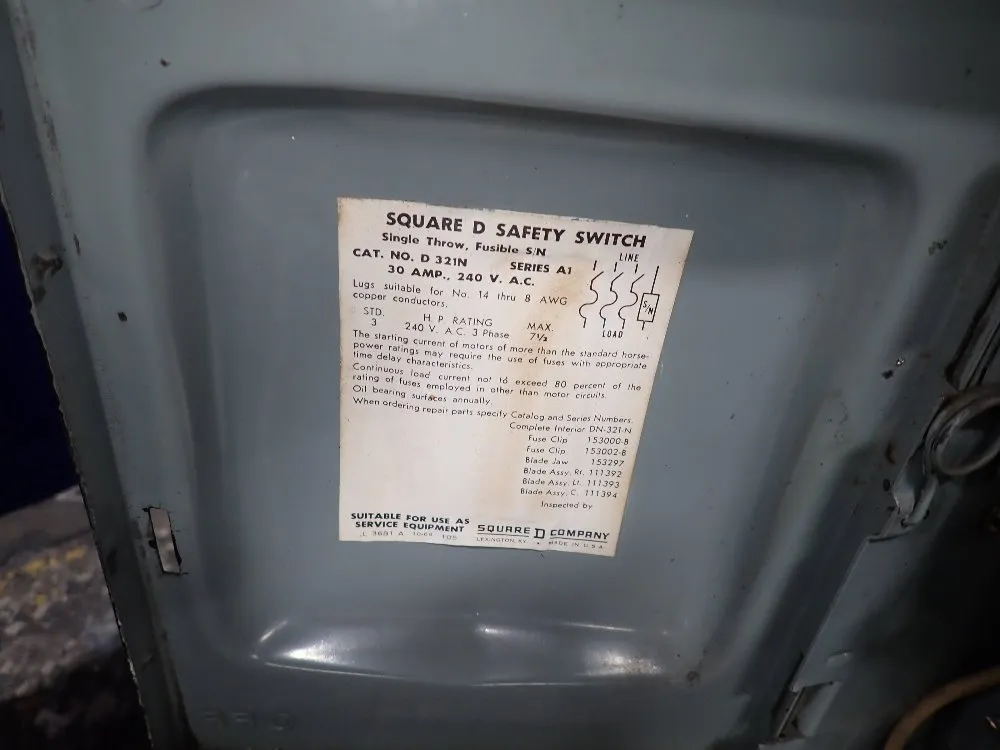 SQUARE D SAFETY SWITCH
Single Throw, Fusible S/N
CAT. NO. D 321N SERIES A1
30 AMP., 240 V. A.C.
LINE
S/N
LOAD
Lugs suitable for No. 14 thru 8 AWG
copper conductors.
STD. H.P. RATING MAX.
3 240 V. A.C. 3 Phase 7½
The starting current of motors of more than the standard horse-
power ratings may require the use of fuses with appropriate
time delay characteristics.
Continuous load current not to exceed 80 percent of the
rating of fuses employed in other than motor circuits.
Oil bearing surfaces annually.
When ordering repair parts specify Catalog and Series Numbers.
Complete Interior DN-321-N
Fuse Clip 153000-B
Fuse Clip 153002-B
Blade Jaw 153297
Blade Assy. Rt. 111392
Blade Assy. Lt. 111393
Blade Assy. C. 111394
Inspected by
SUITABLE FOR USE AS
SERVICE EQUIPMENT
SQUARE D COMPANY
LEXINGTON, KY. MADE IN U.S.A.
3681 A 105